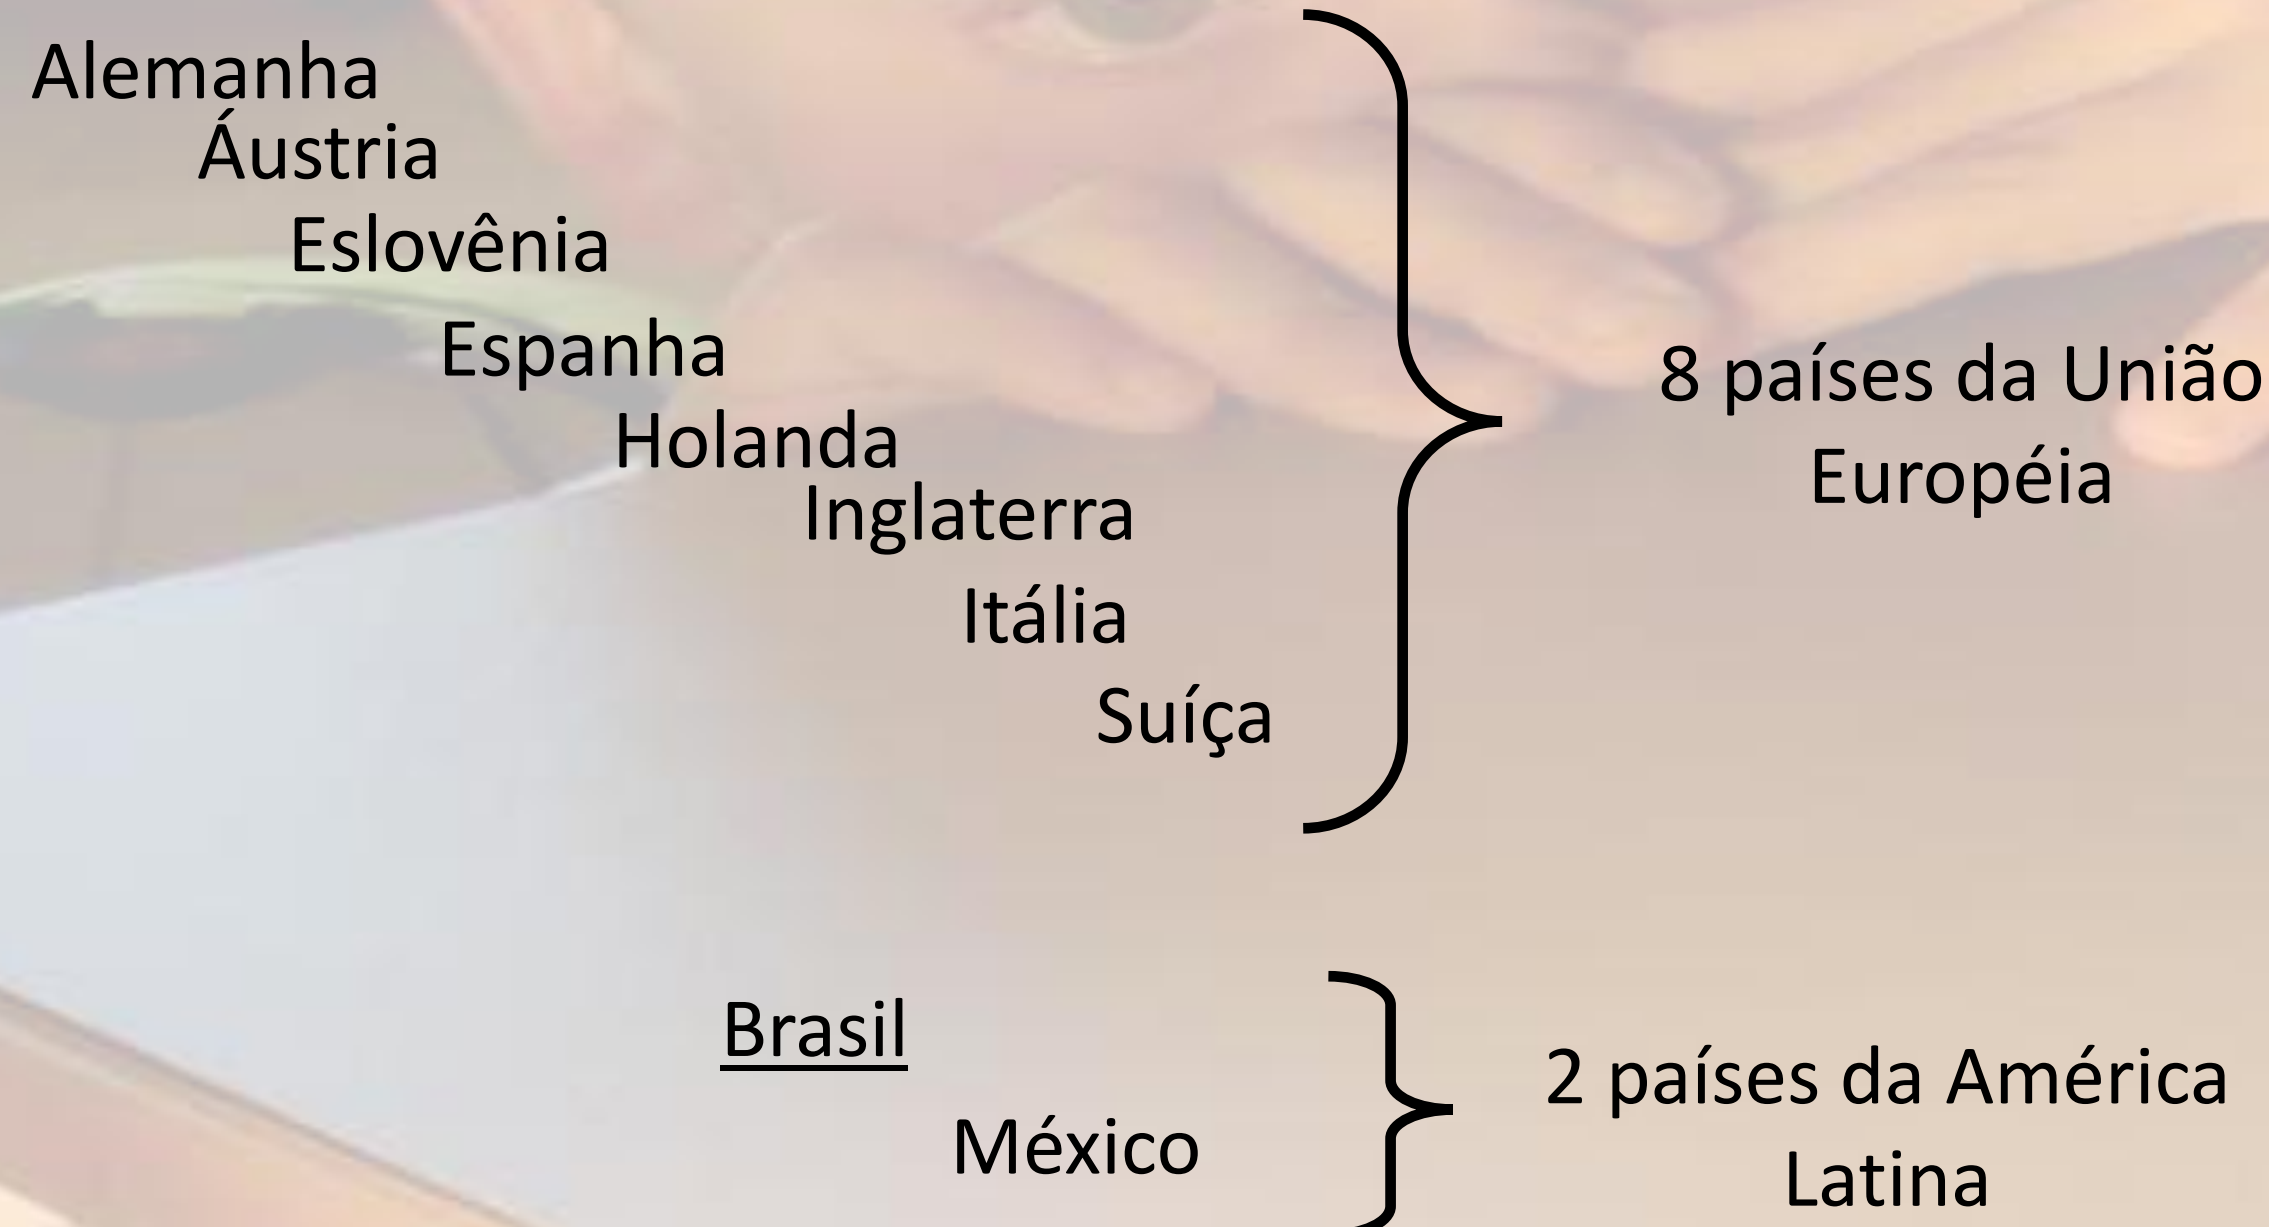 Alemanha
Áustria
Eslovênia
Espanha
Holanda
Inglaterra
Itália
Suíça
8 países da União
Européia
Brasil
México
2 países da América
Latina